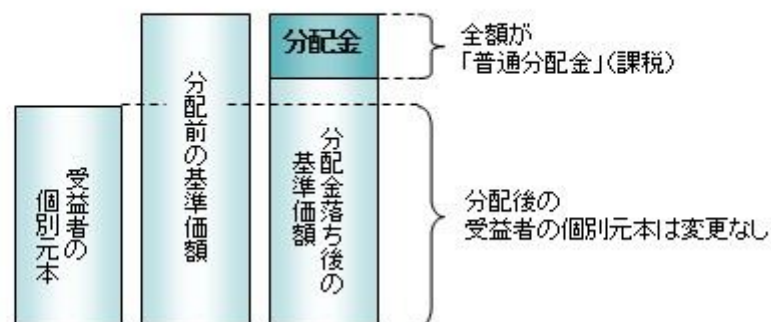 受益者の
個別元本
分配前の基準価額
分配金
分配金落ち後の
基準価額
全額が
「普通分配金」(課税)
分配後の
受益者の個別元本は変更なし